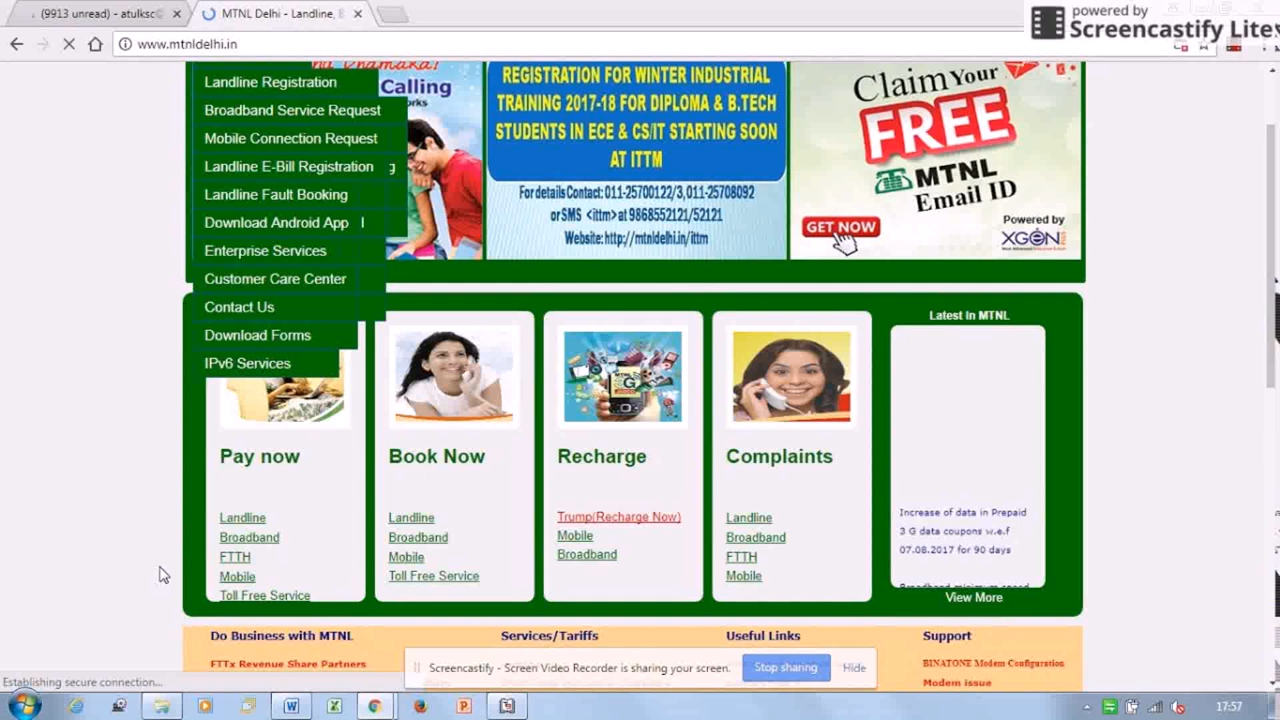 (9913 unread) - atulksc
MTNL Delhi - Landline,
powered by
Screencastify Lite
www.mtnldelhi.in
Landline Registration
Broadband Service Request
Mobile Connection Request
Landline E-Bill Registration
g
Landline Fault Booking
Download Android App
Enterprise Services
Customer Care Center
Contact Us
Download Forms
IPv6 Services
Calling
REGISTRATION FOR WINTER INDUSTRIAL
TRAINING 2017-18 FOR DIPLOMA & B.TECH
STUDENTS IN ECE & CS/IT STARTING SOON
AT ITTM
For details Contact: 011-25700122/3, 011-25708092
or SMS <ittm> at 9868552121/52121
Website: http://mtnldelhi.in/ittm
Claim Your
FREE
MTNL
Email ID
GET NOW
Powered by
XGEN
Pay now
Landline
Broadband
FTTH
Mobile
Toll Free Service
Book Now
Landline
Broadband
Mobile
Toll Free Service
Recharge
Trump(Recharge Now)
Mobile
Broadband
Complaints
Landline
Broadband
FTTH
Mobile
Latest In MTNL
Increase of data in Prepaid
3 G data coupons w.e.f
07.08.2017 for 90 days
Broadband minimum speed
View More
Do Business with MTNL
FTTx Revenue Share Partners
Services/Tariffs
Useful Links
Support
BINATONE Modem Configuration
Modem issue
Screencastify - Screen Video Recorder is sharing your screen.
Stop sharing
Hide
Establishing secure connection...
17:57